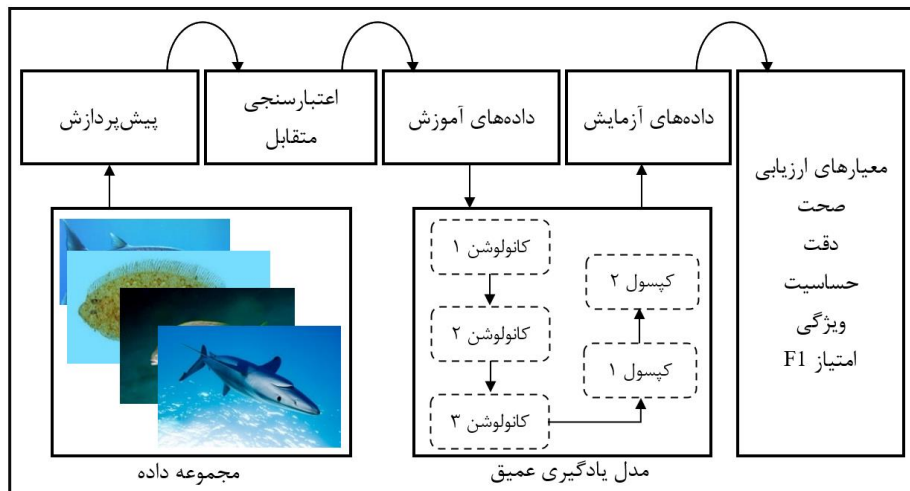 پیش‌پردازش
اعتبارسنجی
متقابل
داده‌های آموزش
داده‌های آزمایش
معیارهای ارزیابی
صحت
دقت
حساسیت
ویژگی
امتیاز F1
کانولوشن ۱
کانولوشن ۲
کانولوشن ۳
کپسول ۱
کپسول ۲
مجموعه داده
مدل یادگیری عمیق